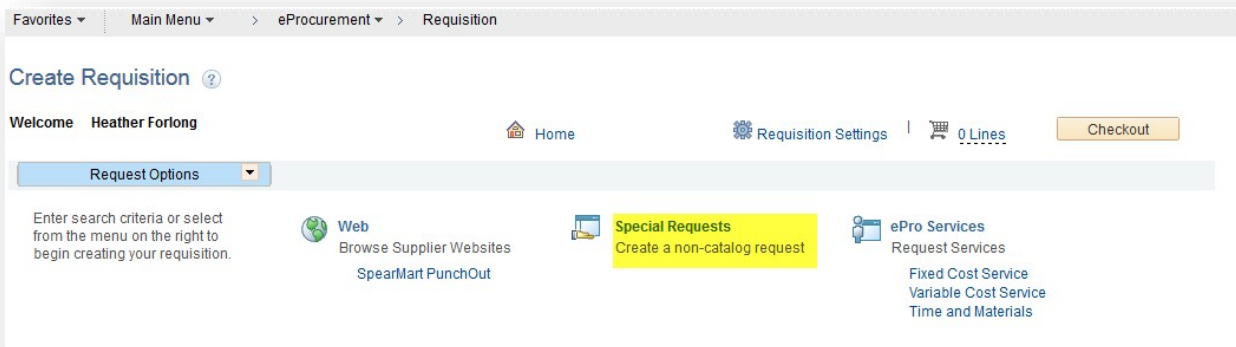 Favorites Main Menu > eProcurement > Requisition
Create Requisition ?
Welcome Heather Forlong
Home
Requisition Settings | 0 Lines
Checkout
Request Options
Enter search criteria or select
from the menu on the right to
begin creating your requisition.
Web
Browse Supplier Websites
SpearMart PunchOut
Special Requests
Create a non-catalog request
ePro Services
Request Services
Fixed Cost Service
Variable Cost Service
Time and Materials